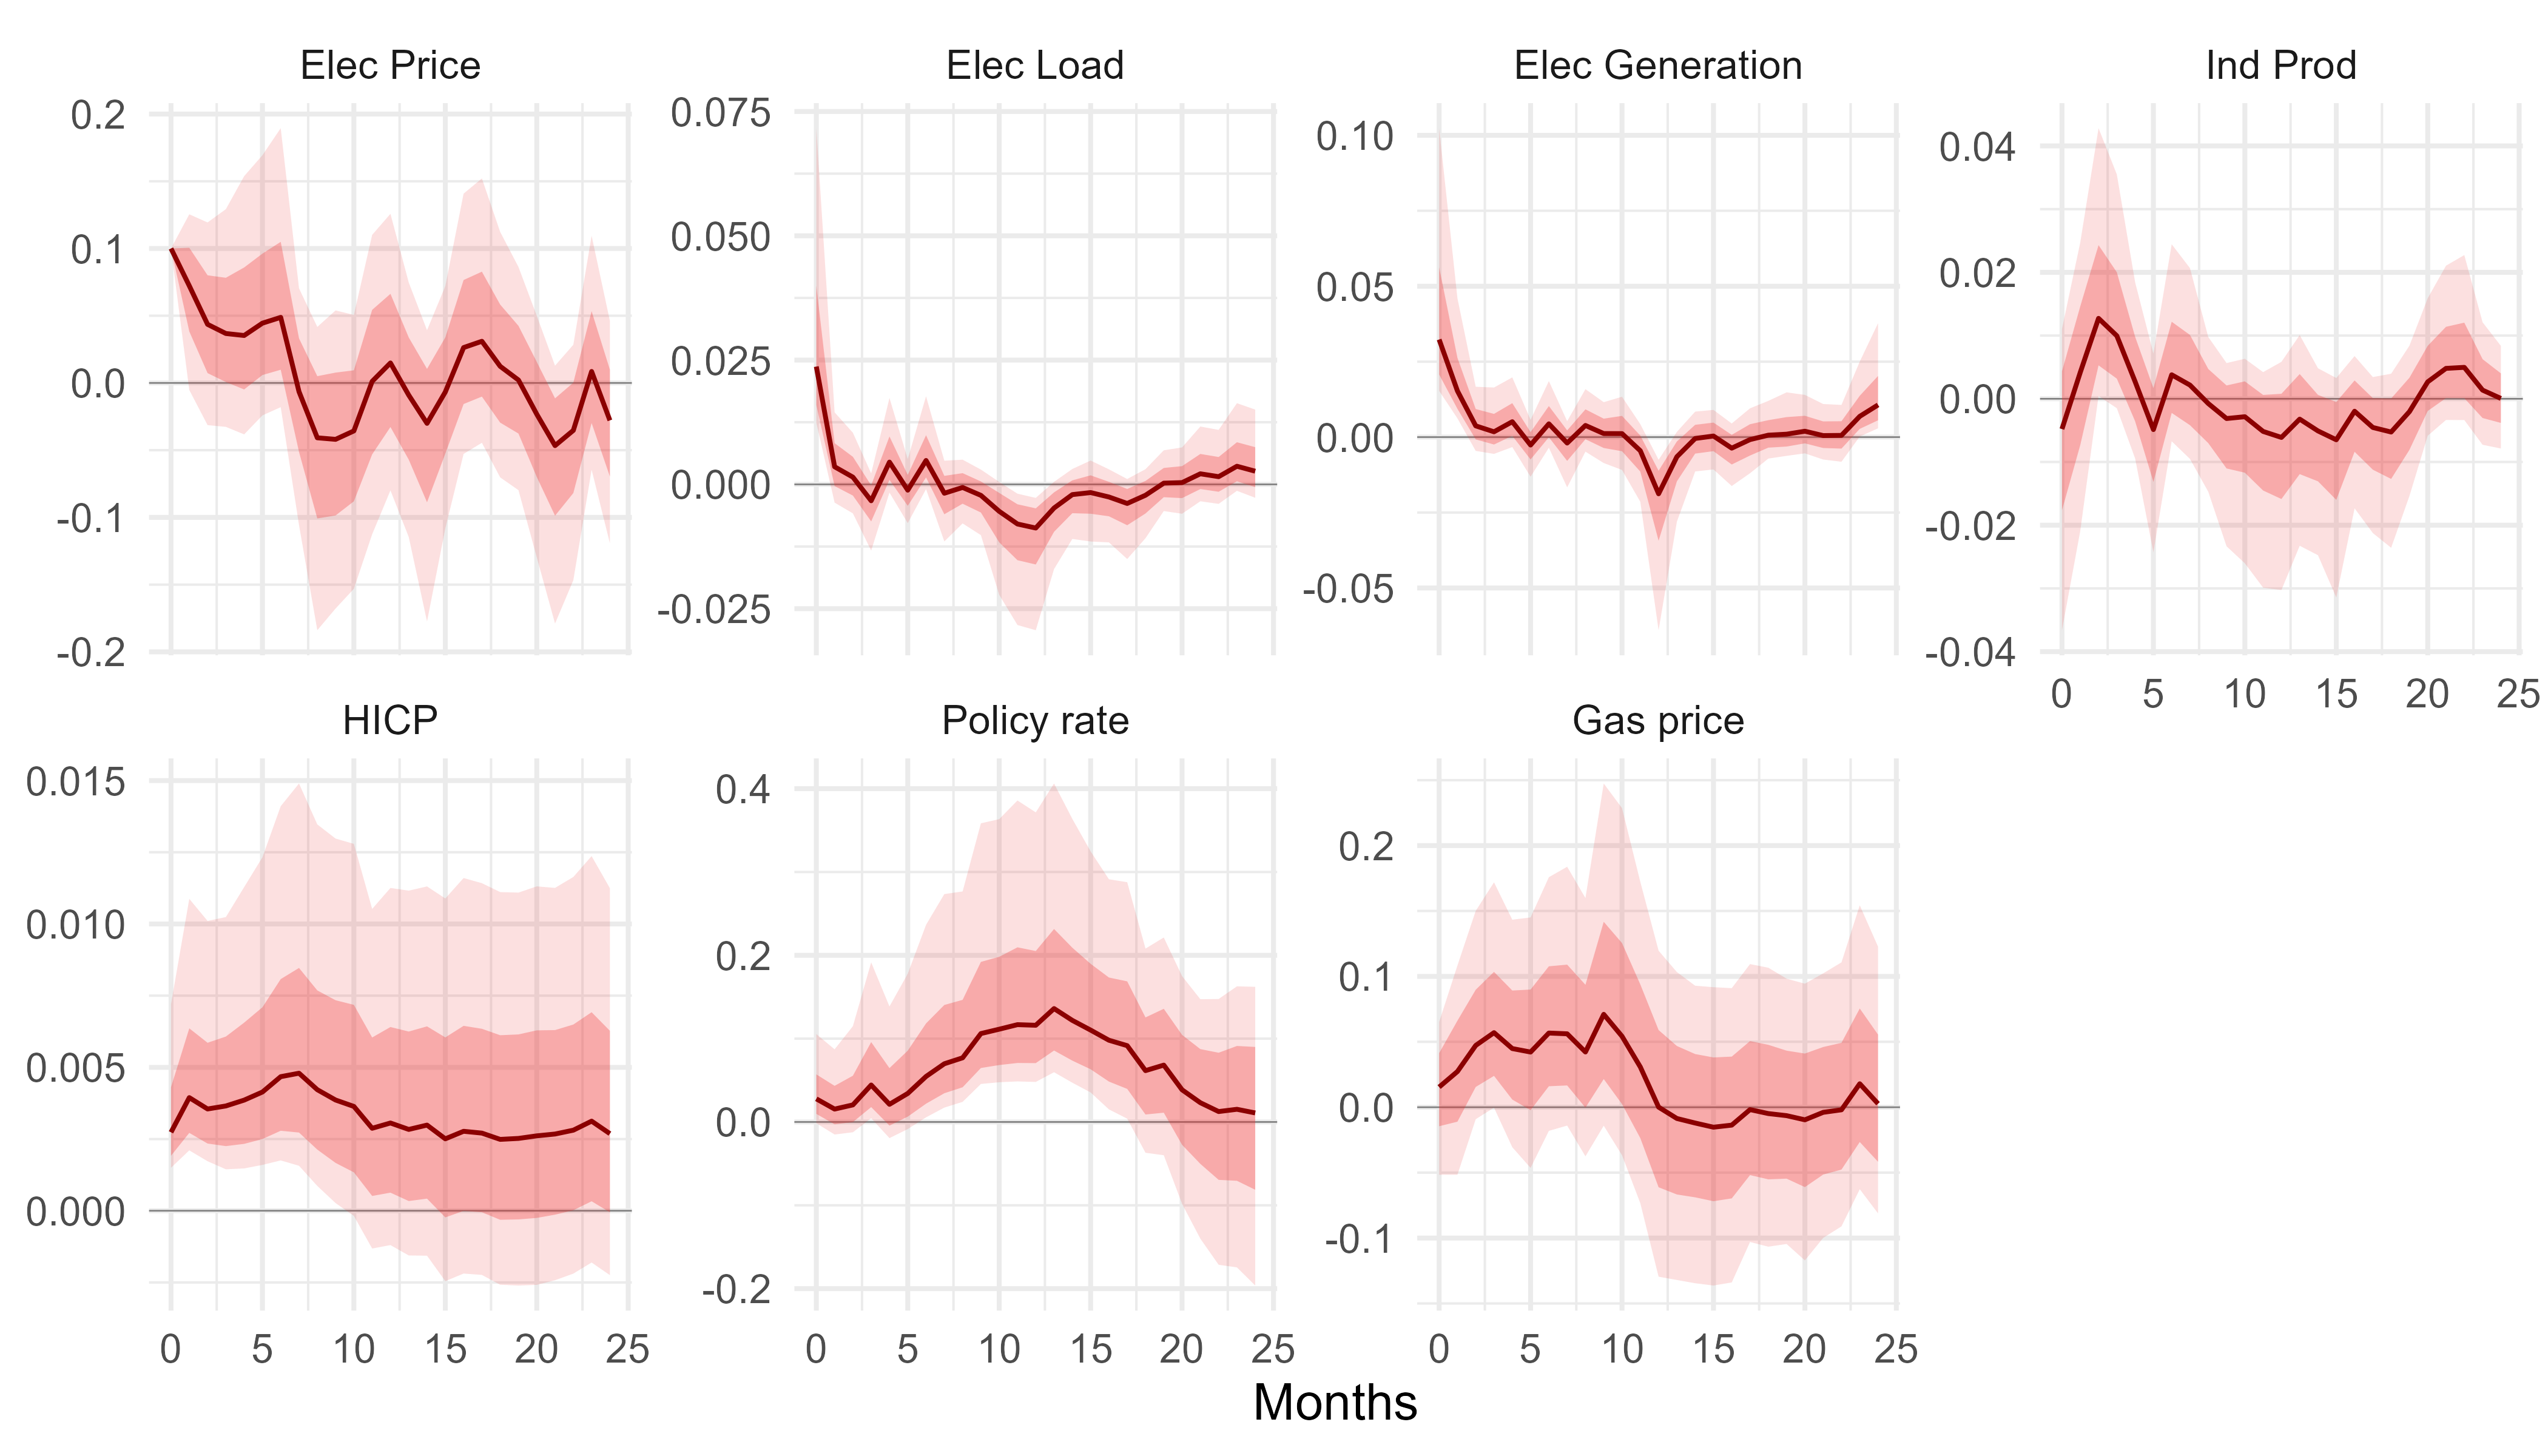 Elec Price
Elec Load
Elec Generation
Ind Prod
0.2
0.1
0.0
-0.1
-0.2
0.075
0.050
0.025
0.000
-0.025
0.10
0.05
0.00
-0.05
0.04
0.02
0.00
-0.02
-0.04
0 5 10 15 20 25
HICP
Policy rate
Gas price
0.015
0.010
0.005
0.000
0.4
0.2
0.0
-0.2
0.2
0.1
0.0
-0.1
0 5 10 15 20 25
0 5 10 15 20 25
0 5 10 15 20 25
Months